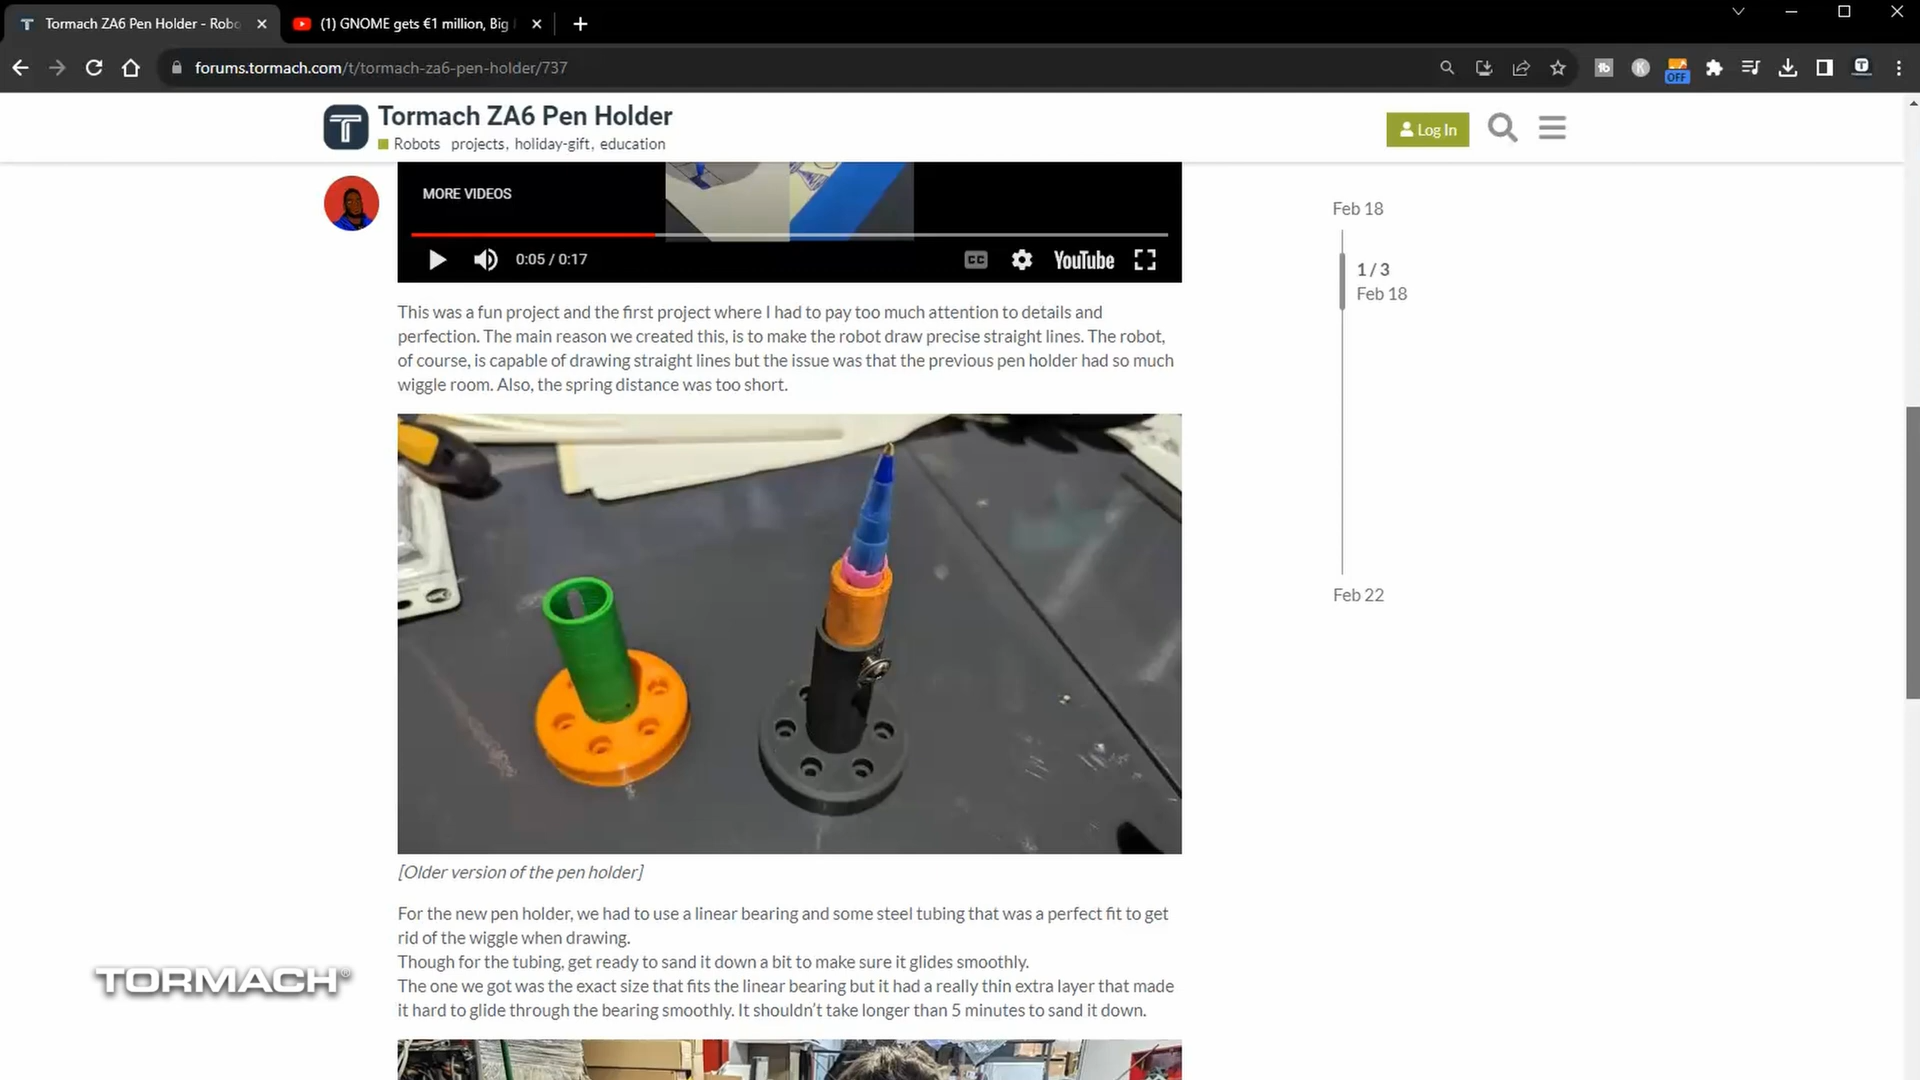 Tormach ZA6 Pen Holder - Rob
(1) GNOME gets €1 million, Big
forums.tormach.com/t/tormach-za6-pen-holder/737
OFF
Tormach ZA6 Pen Holder
Robots projects, holiday-gift, education
Log In
MORE VIDEOS
0:05 / 0:17
CC
YouTube
Feb 18
1 / 3
Feb 18
Feb 22
This was a fun project and the first project where I had to pay too much attention to details and
perfection. The main reason we created this, is to make the robot draw precise straight lines. The robot,
of course, is capable of drawing straight lines but the issue was that the previous pen holder had so much
wiggle room. Also, the spring distance was too short.
[Older version of the pen holder]
For the new pen holder, we had to use a linear bearing and some steel tubing that was a perfect fit to get
rid of the wiggle when drawing.
Though for the tubing, get ready to sand it down a bit to make sure it glides smoothly.
The one we got was the exact size that fits the linear bearing but it had a really thin extra layer that made
it hard to glide through the bearing smoothly. It shouldn’t take longer than 5 minutes to sand it down.
TORMACH®